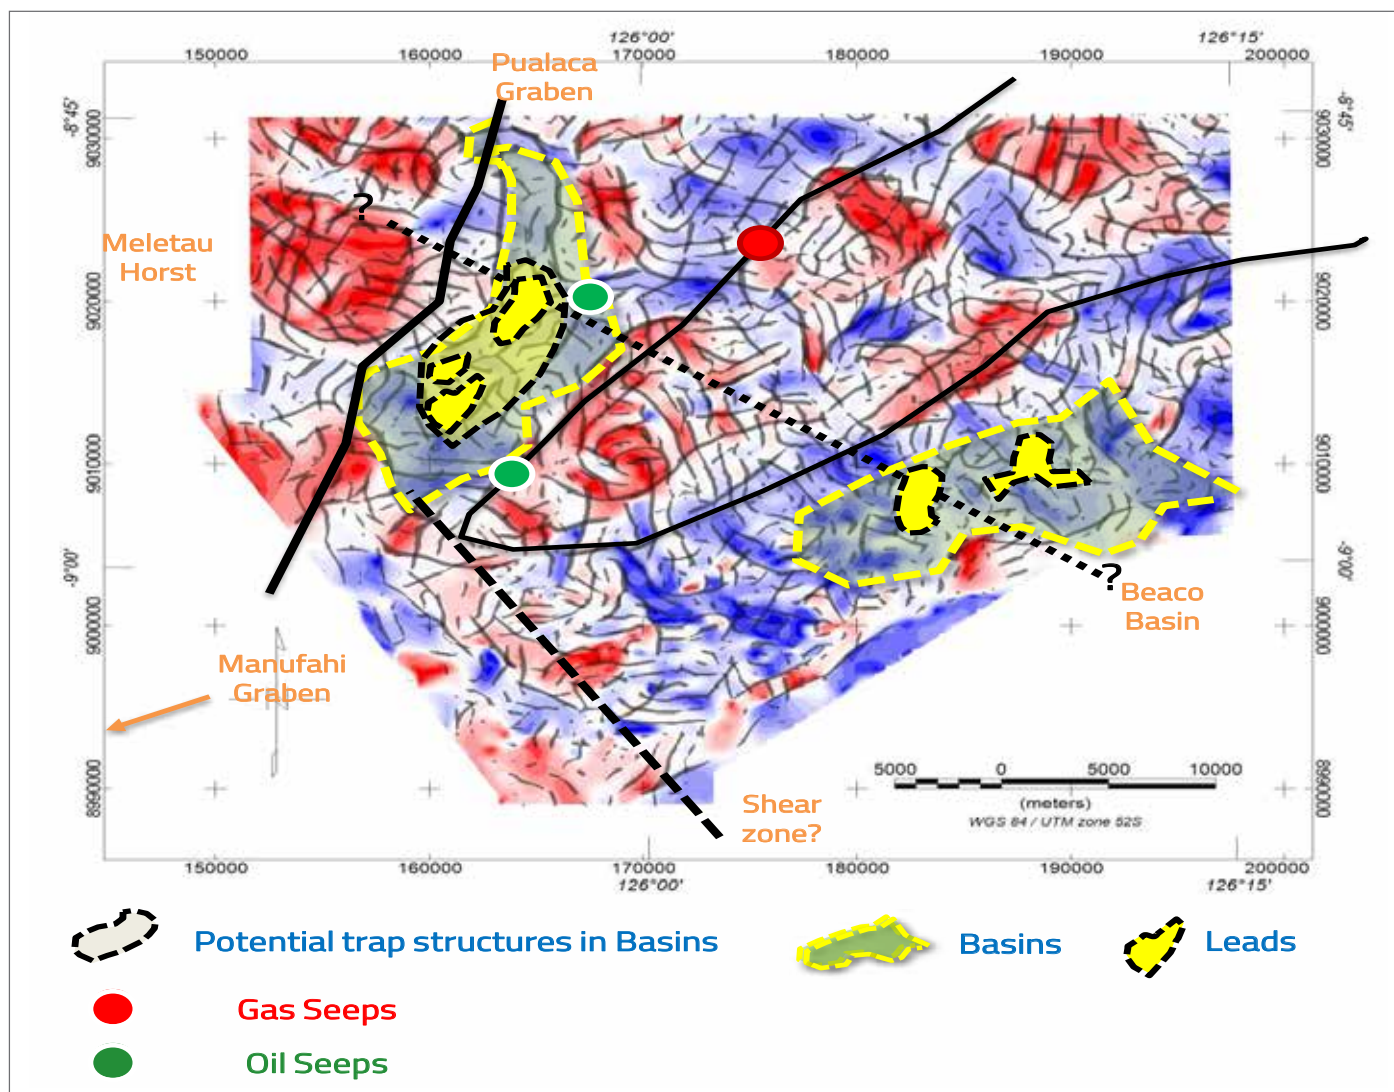 126°00'
126°15'
150000
160000
170000
180000
190000
200000
Pualaca
Graben
-8°45'
-8°45'
9030000
9030000
?
Meletau
Horst
9020000
9020000
9010000
9010000
-9°00'
-9°00'
?
Beaco
Basin
9000000
9000000
Manufahi
Graben
5000
0
5000
10000
(meters)
WGS 84 / UTM zone 52S
8990000
8990000
Shear
zone?
150000
160000
170000
180000
190000
200000
126°00'
126°15'
Potential trap structures in Basins
Basins
Leads
Gas Seeps
Oil Seeps